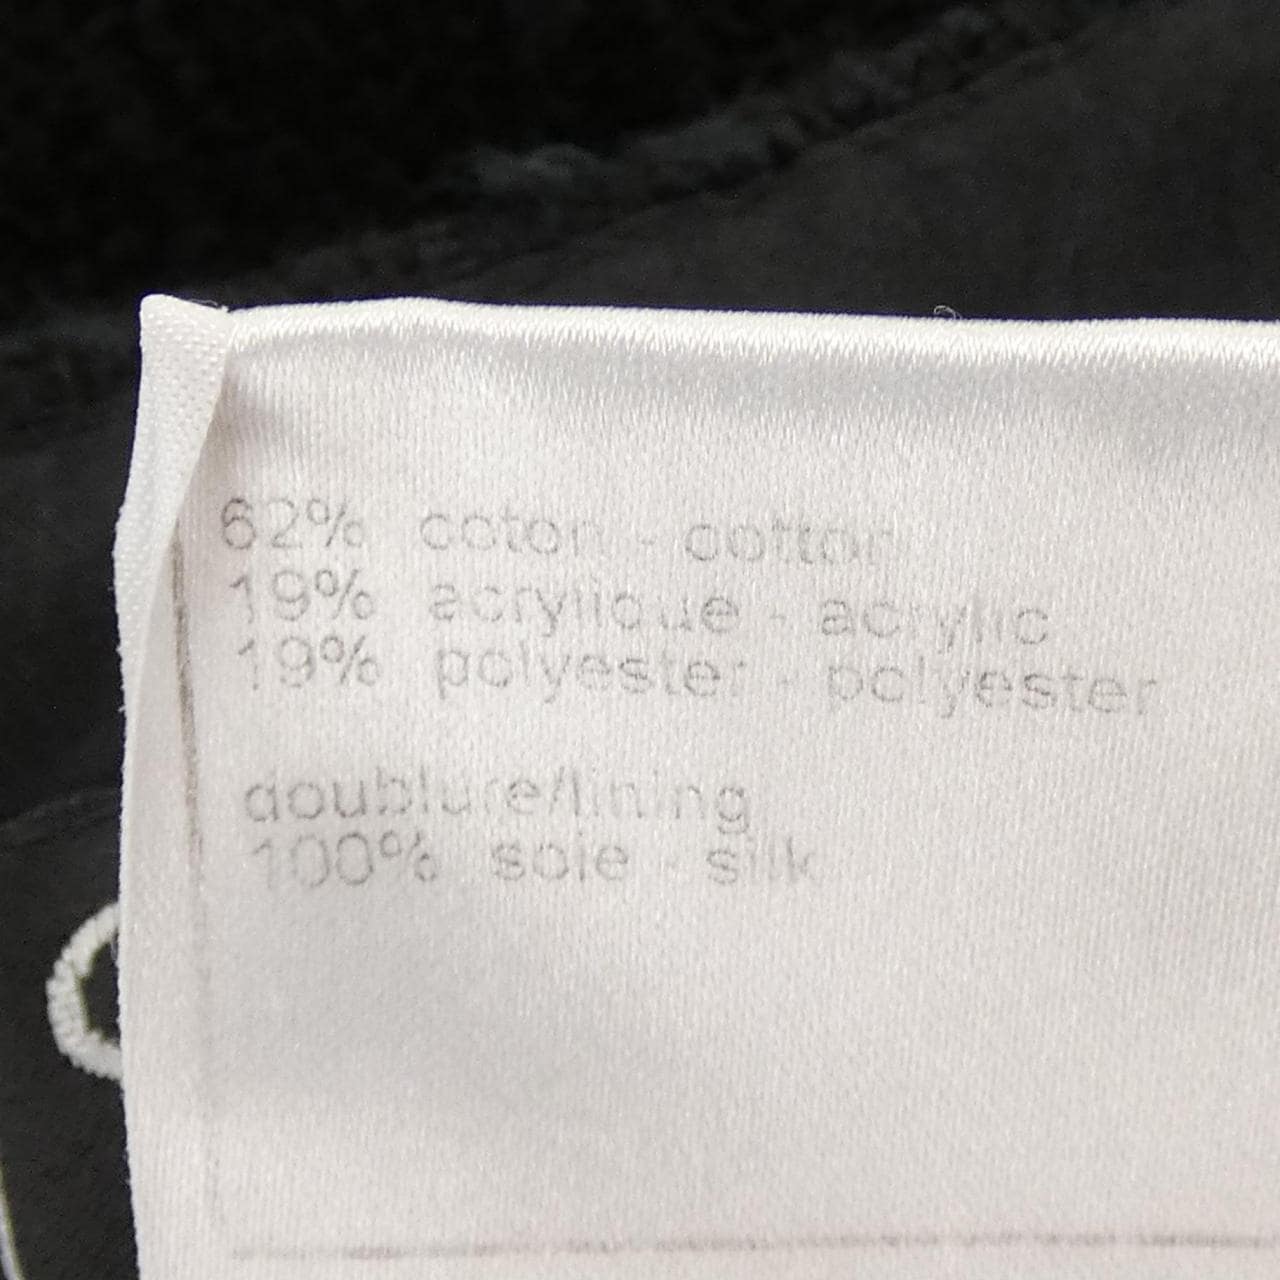 62% coton - cotton
19% acrylique - acrylic
19% polyester - polyester
doublure/lining
100% soie - silk